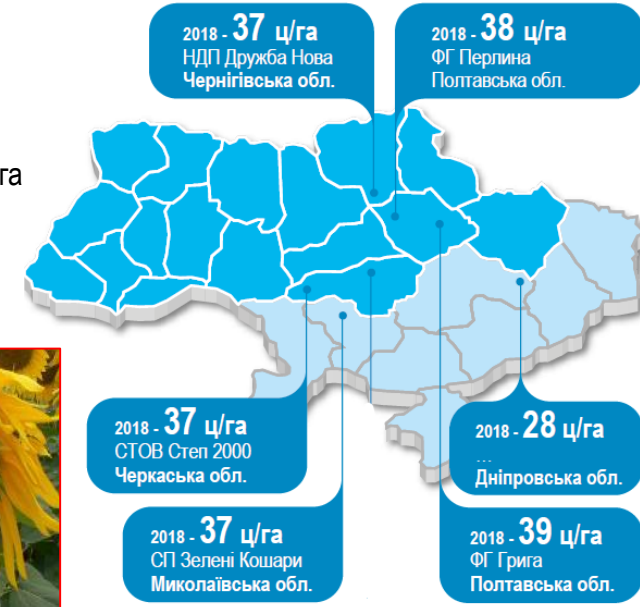 2018 - 37 ц/га
НДП Дружба Нова
Чернігівська обл.
2018 - 38 ц/га
ФГ Перлина
Полтавська обл.
га
2018 - 37 ц/га
СТОВ Степ 2000
Черкаська обл.
2018 - 28 ц/га
...
Дніпровська обл.
2018 - 37 ц/га
СП Зелені Кошари
Миколаївська обл.
2018 - 39 ц/га
ФГ Грига
Полтавська обл.